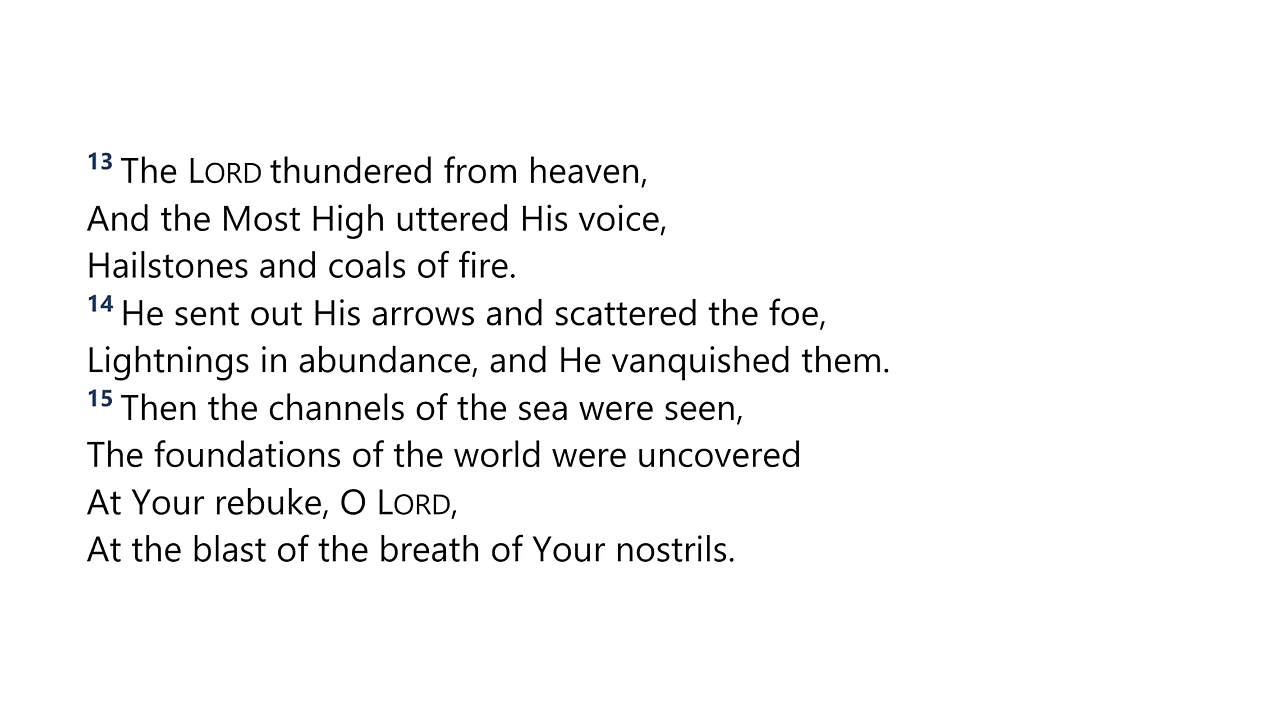 13 The LORD thundered from heaven,
And the Most High uttered His voice,
Hailstones and coals of fire.
14 He sent out His arrows and scattered the foe,
Lightnings in abundance, and He vanquished them.
15 Then the channels of the sea were seen,
The foundations of the world were uncovered
At Your rebuke, O LORD,
At the blast of the breath of Your nostrils.